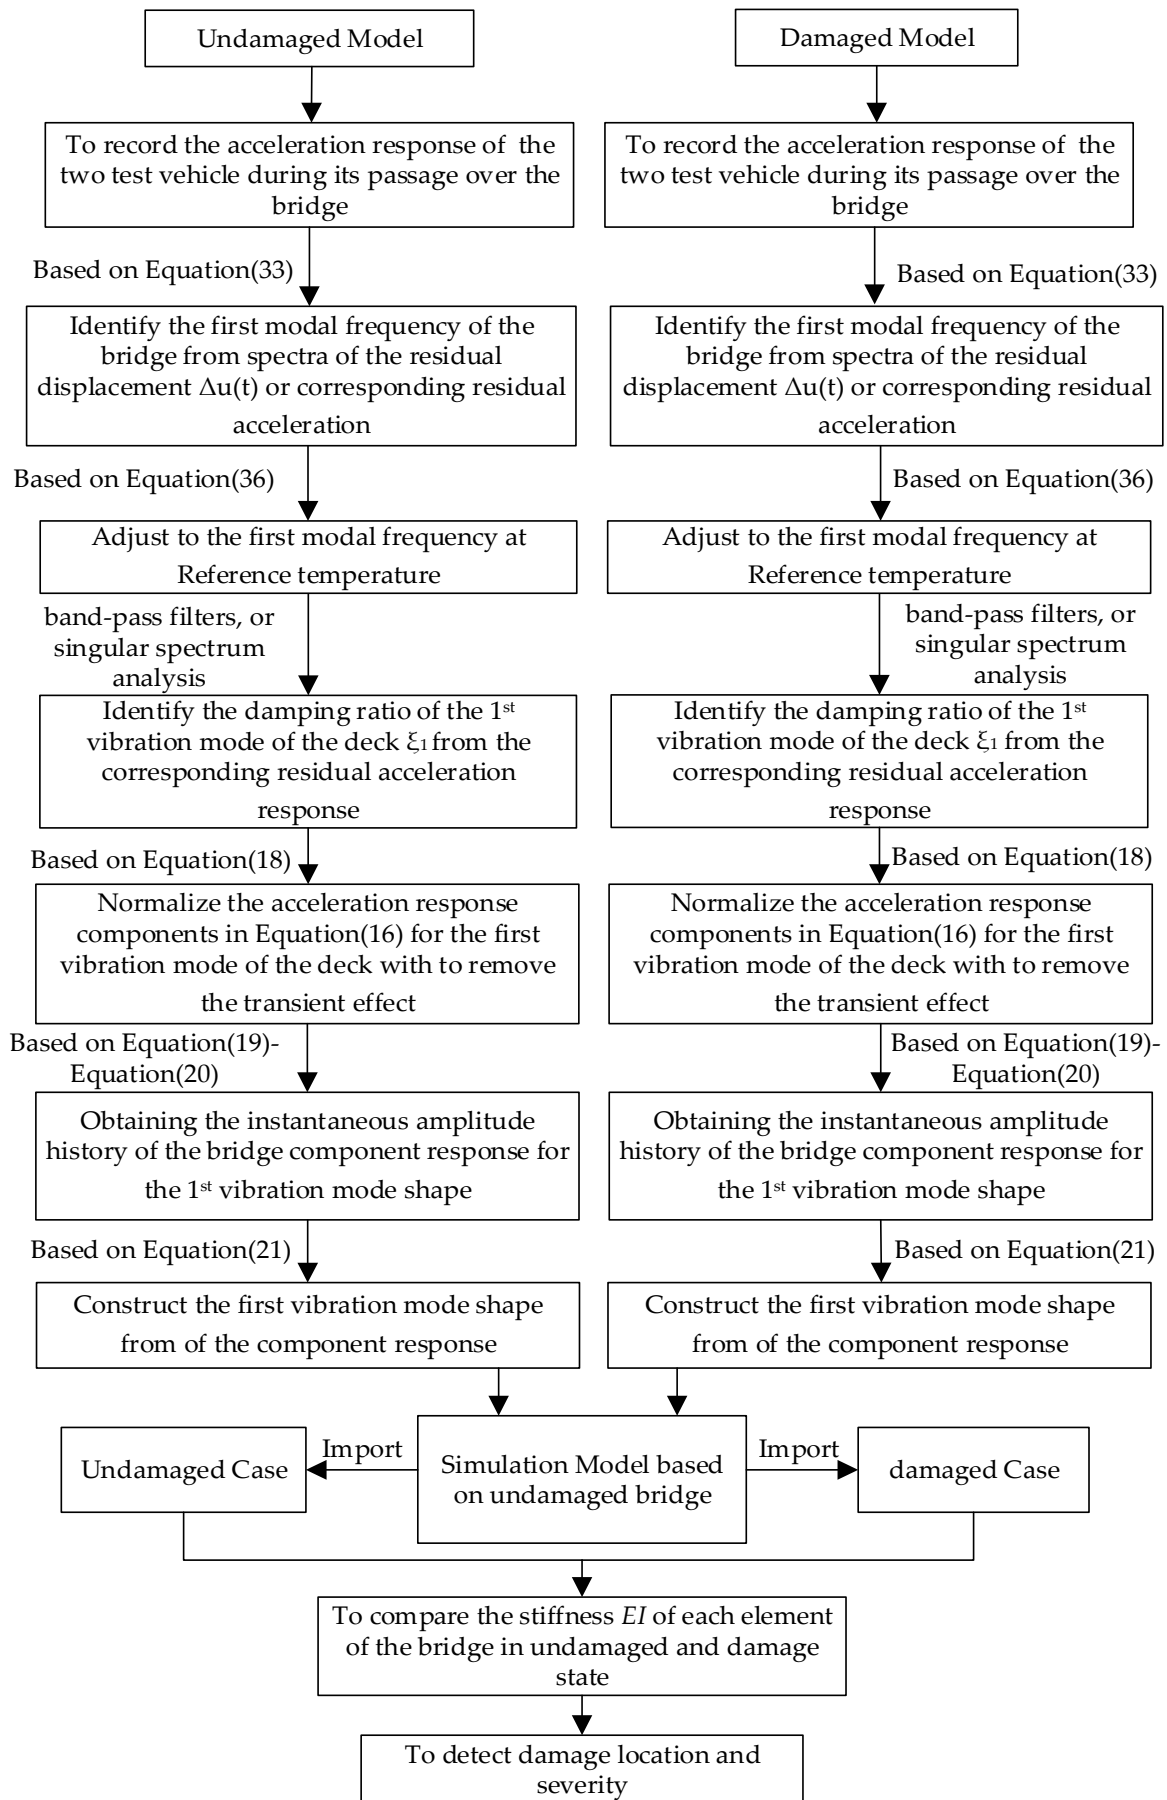 Undamaged Model
To record the acceleration response of the
two test vehicle during its passage over the
bridge
Based on Equation(33)
Identify the first modal frequency of the
bridge from spectra of the residual
displacement Δu(t) or corresponding residual
acceleration
Based on Equation(36)
Adjust to the first modal frequency at
Reference temperature
band-pass filters, or
singular spectrum
analysis
Identify the damping ratio of the 1st
vibration mode of the deck ξ1 from the
corresponding residual acceleration
response
Based on Equation(18)
Normalize the acceleration response
components in Equation(16) for the first
vibration mode of the deck with to remove
the transient effect
Based on Equation(19)-
Equation(20)
Obtaining the instantaneous amplitude
history of the bridge component response for
the 1st vibration mode shape
Based on Equation(21)
Construct the first vibration mode shape
from of the component response
Damaged Model
To record the acceleration response of the
two test vehicle during its passage over the
bridge
Based on Equation(33)
Identify the first modal frequency of the
bridge from spectra of the residual
displacement Δu(t) or corresponding residual
acceleration
Based on Equation(36)
Adjust to the first modal frequency at
Reference temperature
band-pass filters, or
singular spectrum
analysis
Identify the damping ratio of the 1st
vibration mode of the deck ξ1 from the
corresponding residual acceleration
response
Based on Equation(18)
Normalize the acceleration response
components in Equation(16) for the first
vibration mode of the deck with to remove
the transient effect
Based on Equation(19)-
Equation(20)
Obtaining the instantaneous amplitude
history of the bridge component response for
the 1st vibration mode shape
Based on Equation(21)
Construct the first vibration mode shape
from of the component response
Undamaged Case
Import
Simulation Model based
on undamaged bridge
Import
damaged Case
To compare the stiffness EI of each element
of the bridge in undamaged and damage
state
To detect damage location and
severity